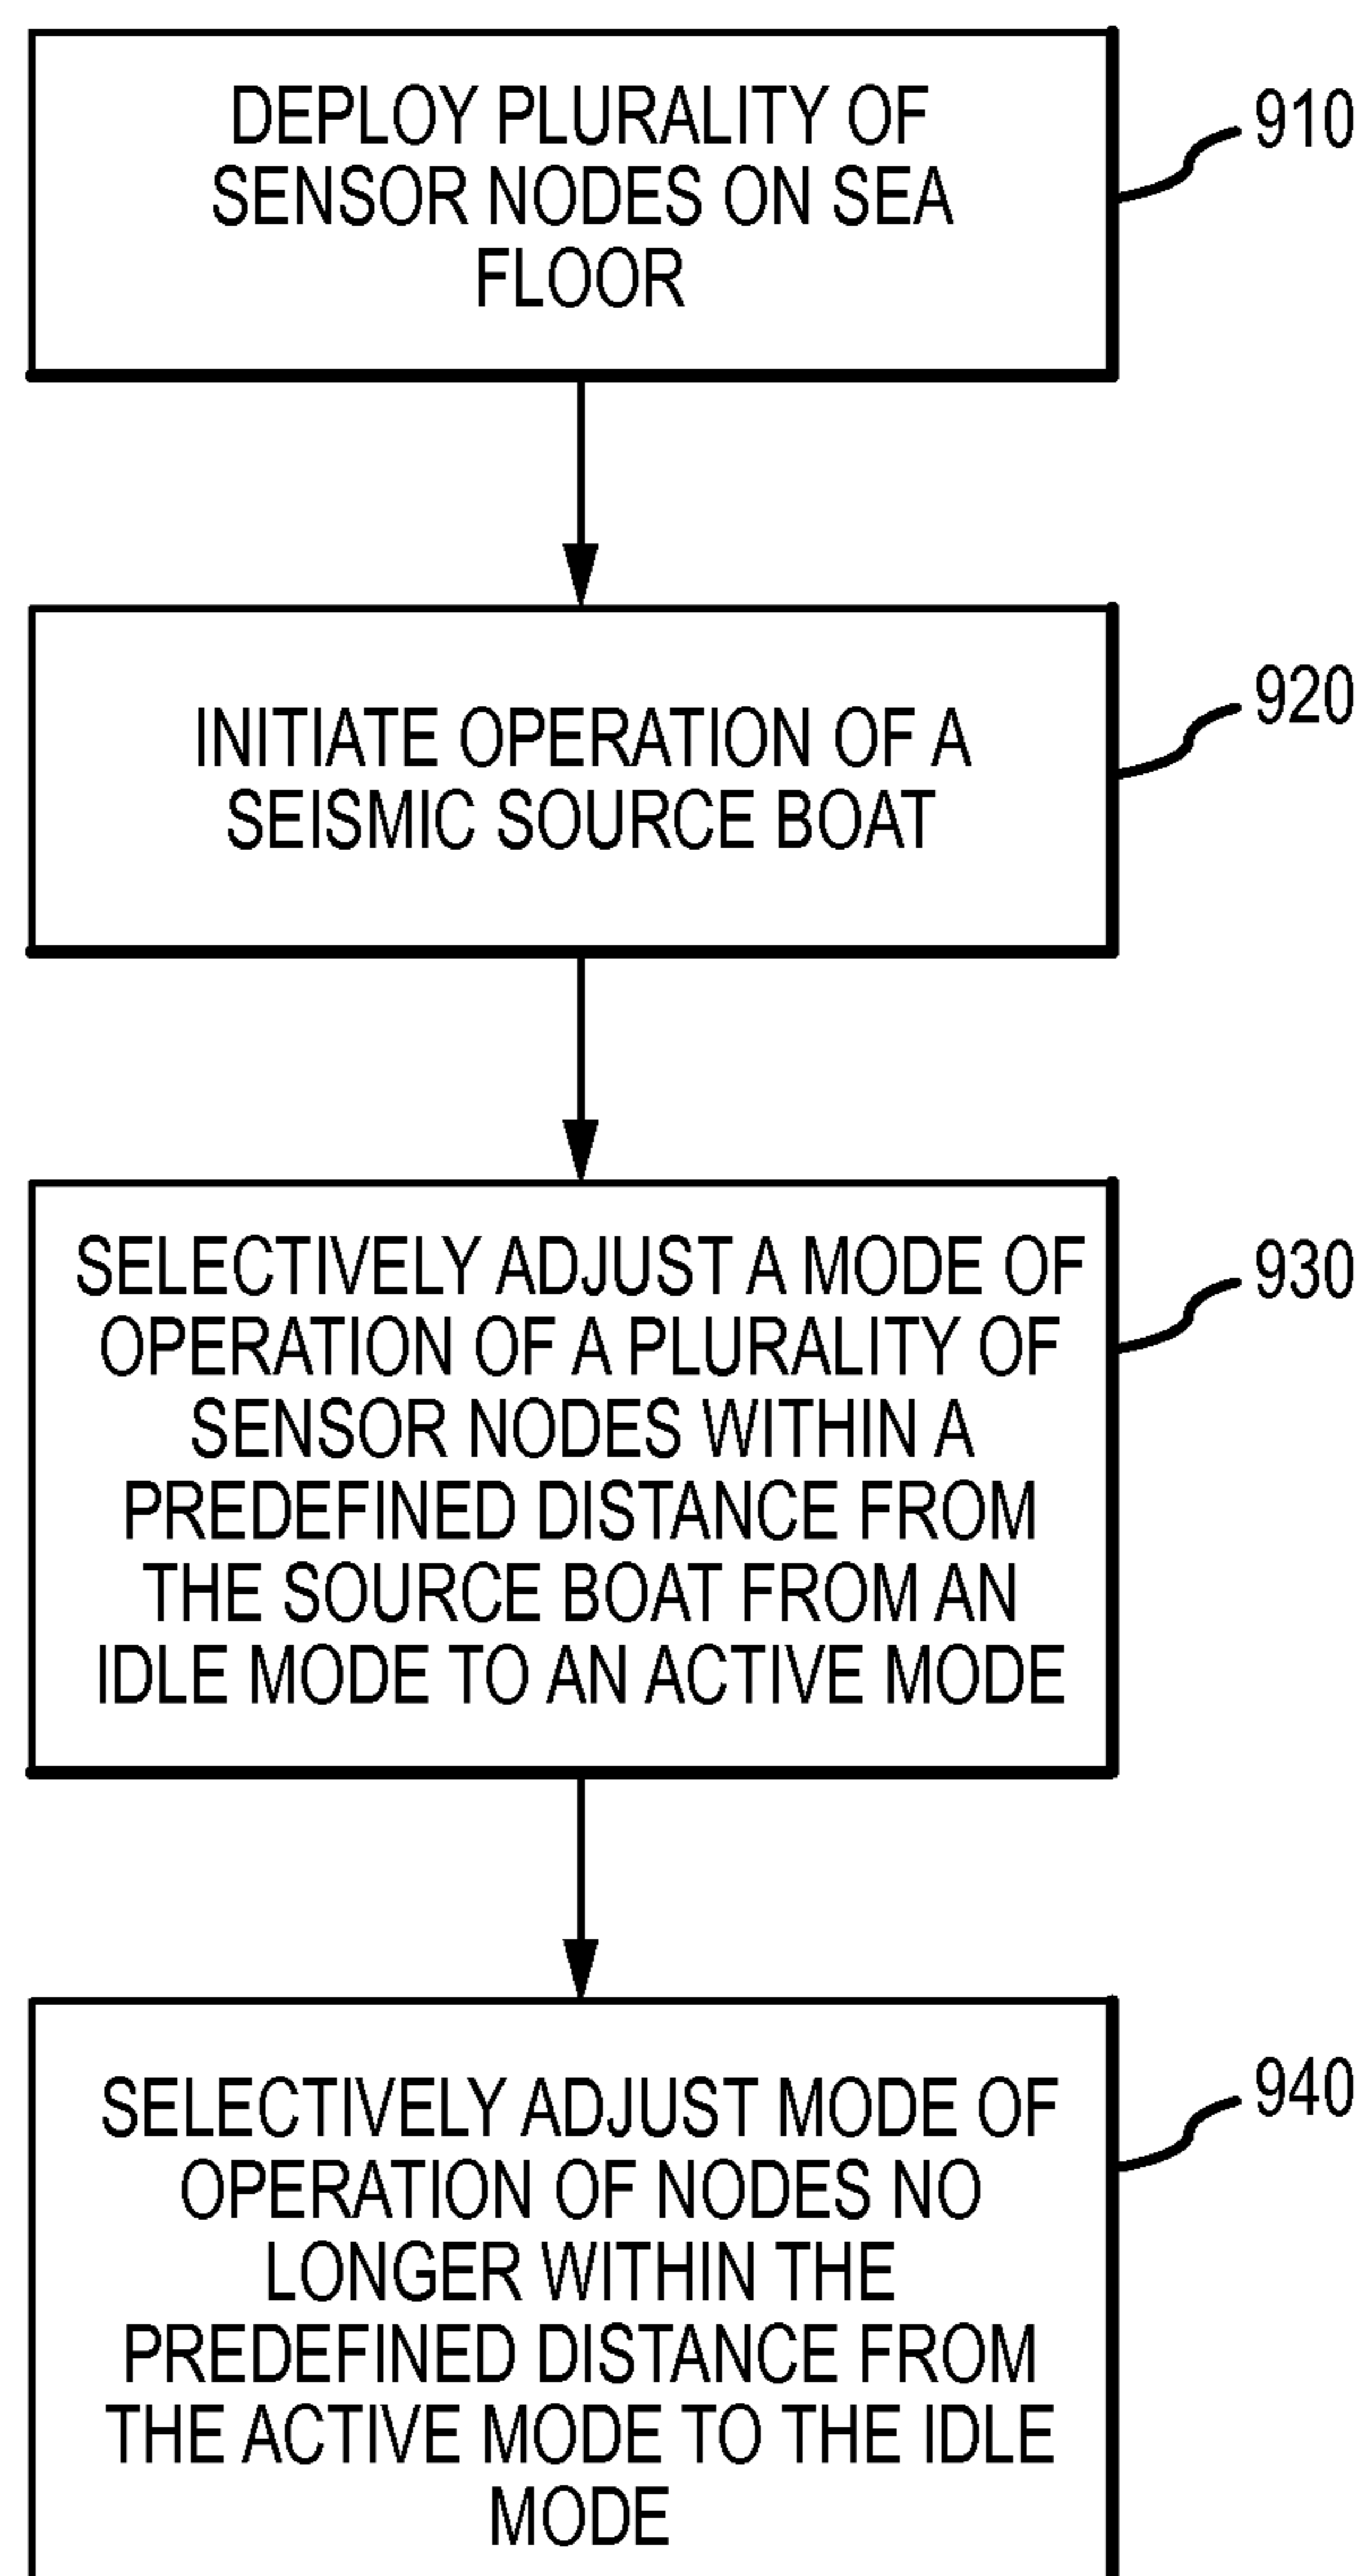 DEPLOY PLURALITY OF
SENSOR NODES ON SEA
FLOOR
910
INITIATE OPERATION OF A
SEISMIC SOURCE BOAT
920
SELECTIVELY ADJUST A MODE OF
OPERATION OF A PLURALITY OF
SENSOR NODES WITHIN A
PREDEFINED DISTANCE FROM
THE SOURCE BOAT FROM AN
IDLE MODE TO AN ACTIVE MODE
930
SELECTIVELY ADJUST MODE OF
OPERATION OF NODES NO
LONGER WITHIN THE
PREDEFINED DISTANCE FROM
THE ACTIVE MODE TO THE IDLE
MODE
940